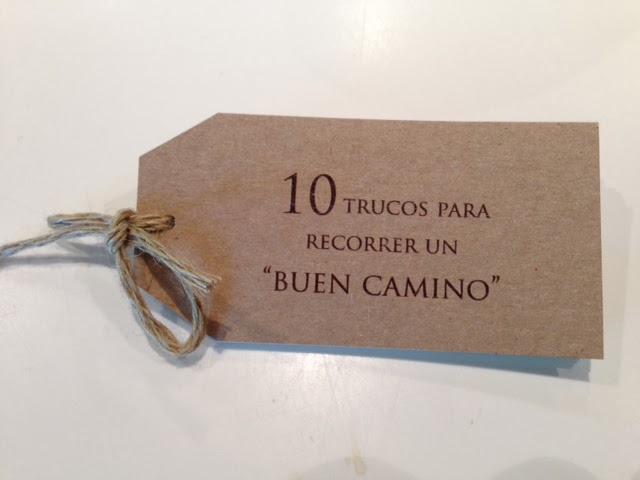 10 TRUCOS PARA
RECORRER UN
“BUEN CAMINO”